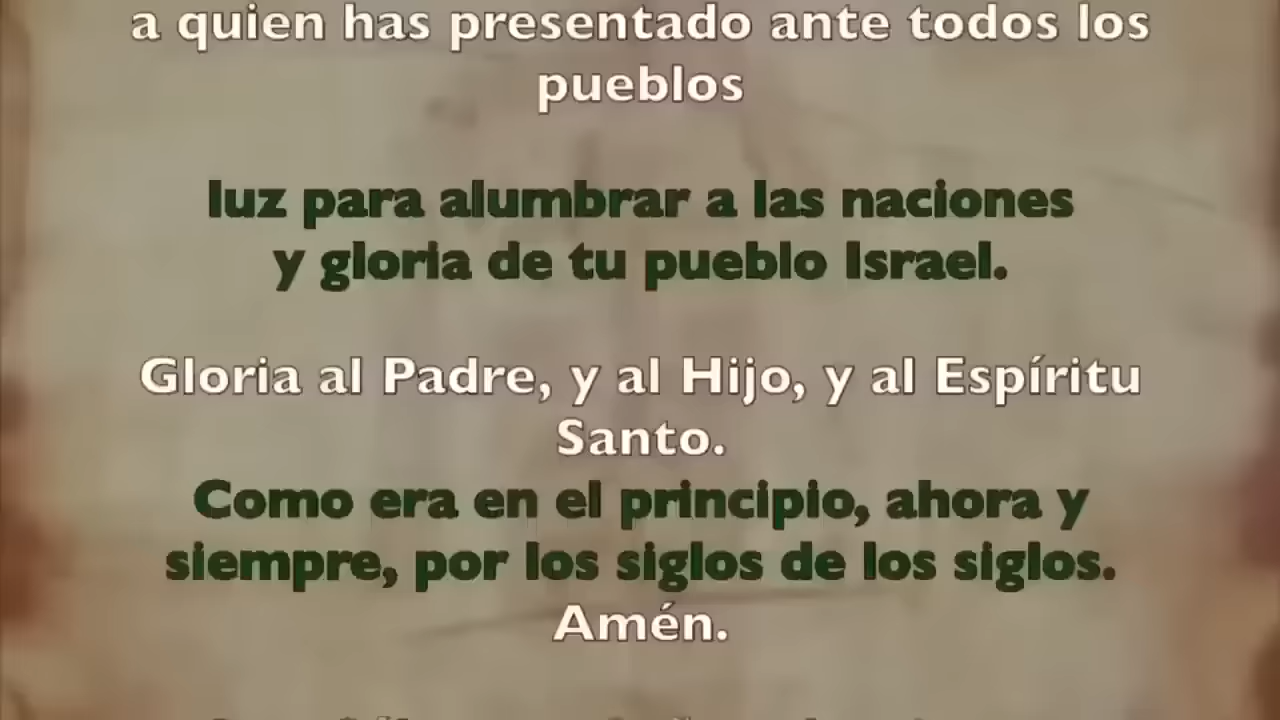 a quien has presentado ante todos los
pueblos
luz para alumbrar a las naciones
y gloria de tu pueblo Israel.
Gloria al Padre, y al Hijo, y al Espíritu
Santo.
Como era en el principio, ahora y
siempre, por los siglos de los siglos.
Amén.